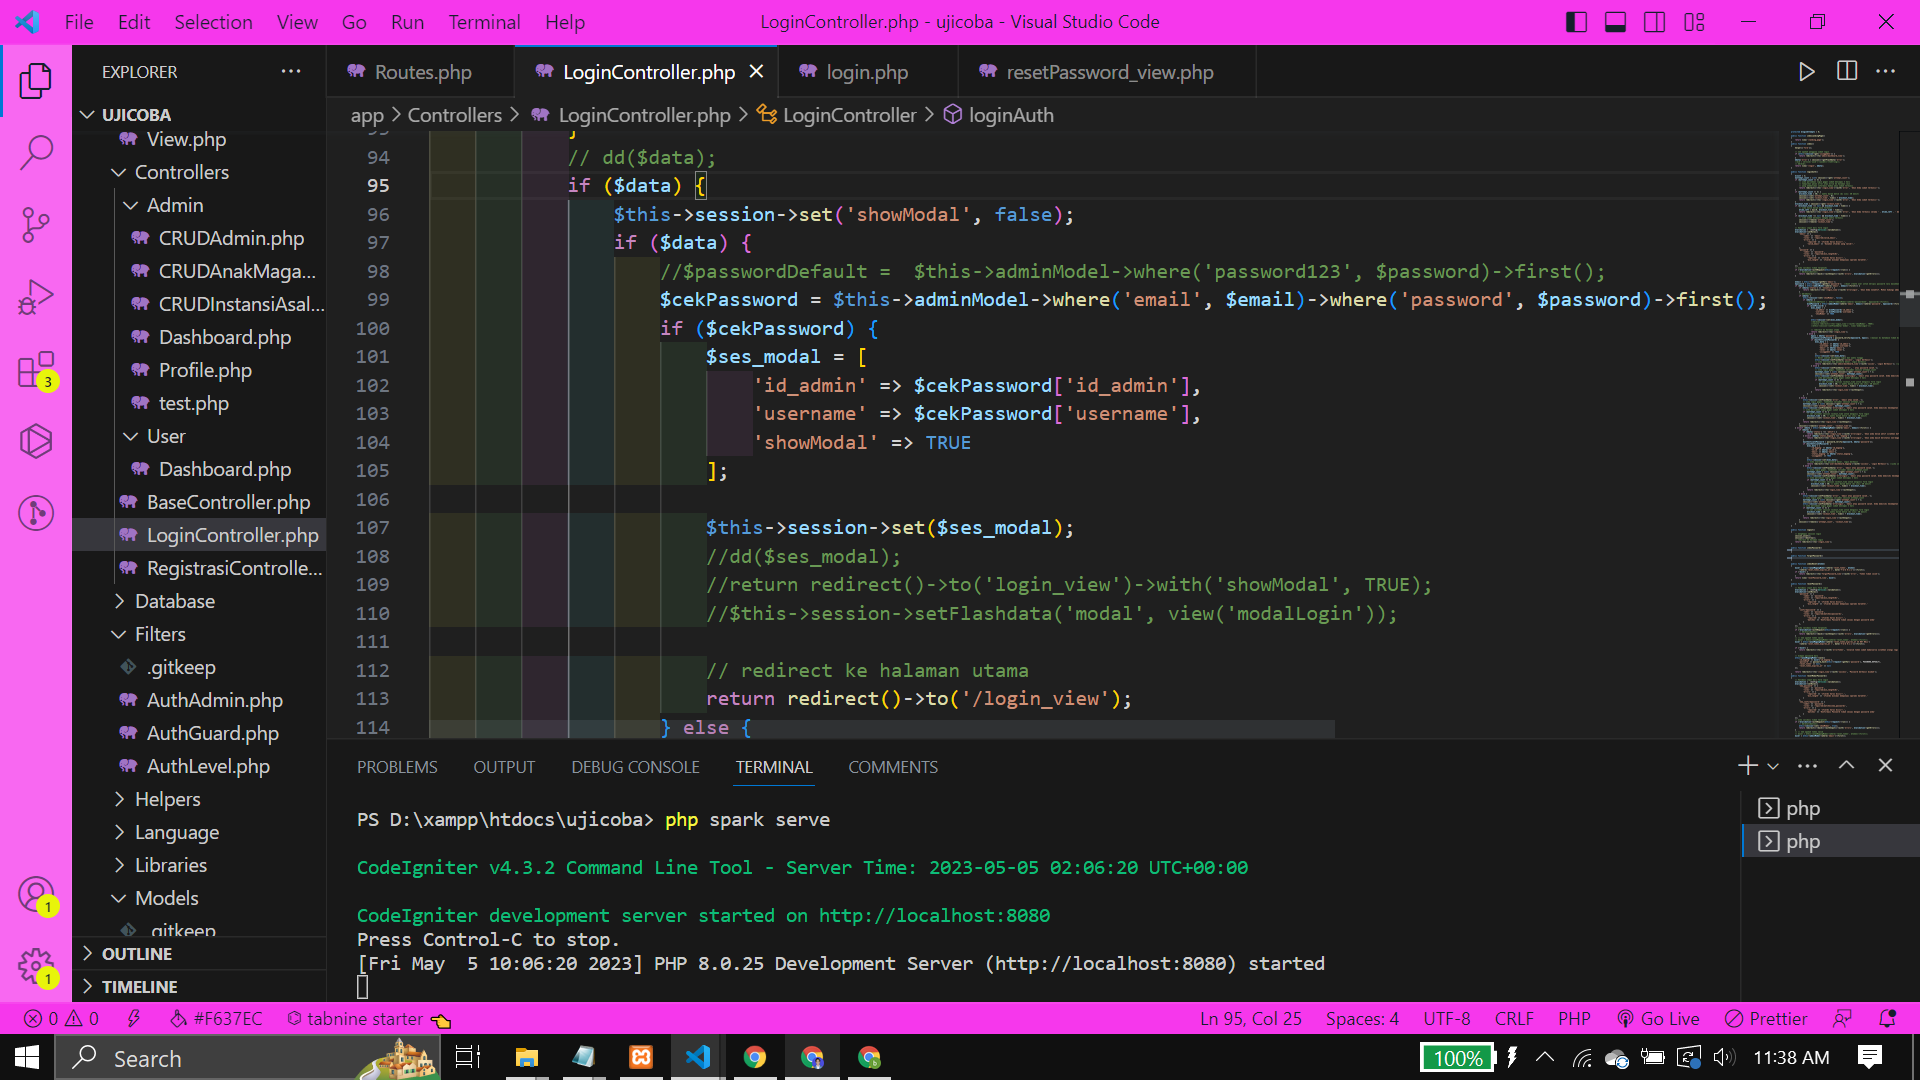 File Edit Selection View Go Run Terminal Help
LoginController.php - ujicoba - Visual Studio Code
EXPLORER
Routes.php
LoginController.php
login.php
resetPassword_view.php
UJICOBA
app > Controllers > LoginController.php > LoginController > loginAuth
View.php
Controllers
Admin
CRUDAdmin.php
CRUDAnakMaga...
CRUDInstansiAsal...
Dashboard.php
Profile.php
test.php
User
Dashboard.php
BaseController.php
LoginController.php
RegistrasiControlle...
Database
Filters
.gitkeep
AuthAdmin.php
AuthGuard.php
AuthLevel.php
Helpers
Language
Libraries
Models
.gitkeep
OUTLINE
TIMELINE
3
1
1
93 }
94 // dd($data);
95 if ($data) {
96 $this->session->set('showModal', false);
97 if ($data) {
98 //$passwordDefault =  $this->adminModel->where('password123', $password)->first();
99 $cekPassword = $this->adminModel->where('email', $email)->where('password', $password)->first();
100 if ($cekPassword) {
101 $ses_modal = [
102 'id_admin' => $cekPassword['id_admin'],
103 'username' => $cekPassword['username'],
104 'showModal' => TRUE
105 ];
106
107 $this->session->set($ses_modal);
108 //dd($ses_modal);
109 //return redirect()->to('login_view')->with('showModal', TRUE);
110 //$this->session->setFlashdata('modal', view('modalLogin'));
111
112 // redirect ke halaman utama
113 return redirect()->to('/login_view');
114 } else {
PROBLEMS OUTPUT DEBUG CONSOLE TERMINAL COMMENTS
PS D:\xampp\htdocs\ujicoba> php spark serve
CodeIgniter v4.3.2 Command Line Tool - Server Time: 2023-05-05 02:06:20 UTC+00:00
CodeIgniter development server started on http://localhost:8080
Press Control-C to stop.
[Fri May  5 10:06:20 2023] PHP 8.0.25 Development Server (http://localhost:8080) started
php
php
0 0 #F637EC tabnine starter
Ln 95, Col 25 Spaces: 4 UTF-8 CRLF PHP Go Live Prettier
Search
100%
11:38 AM